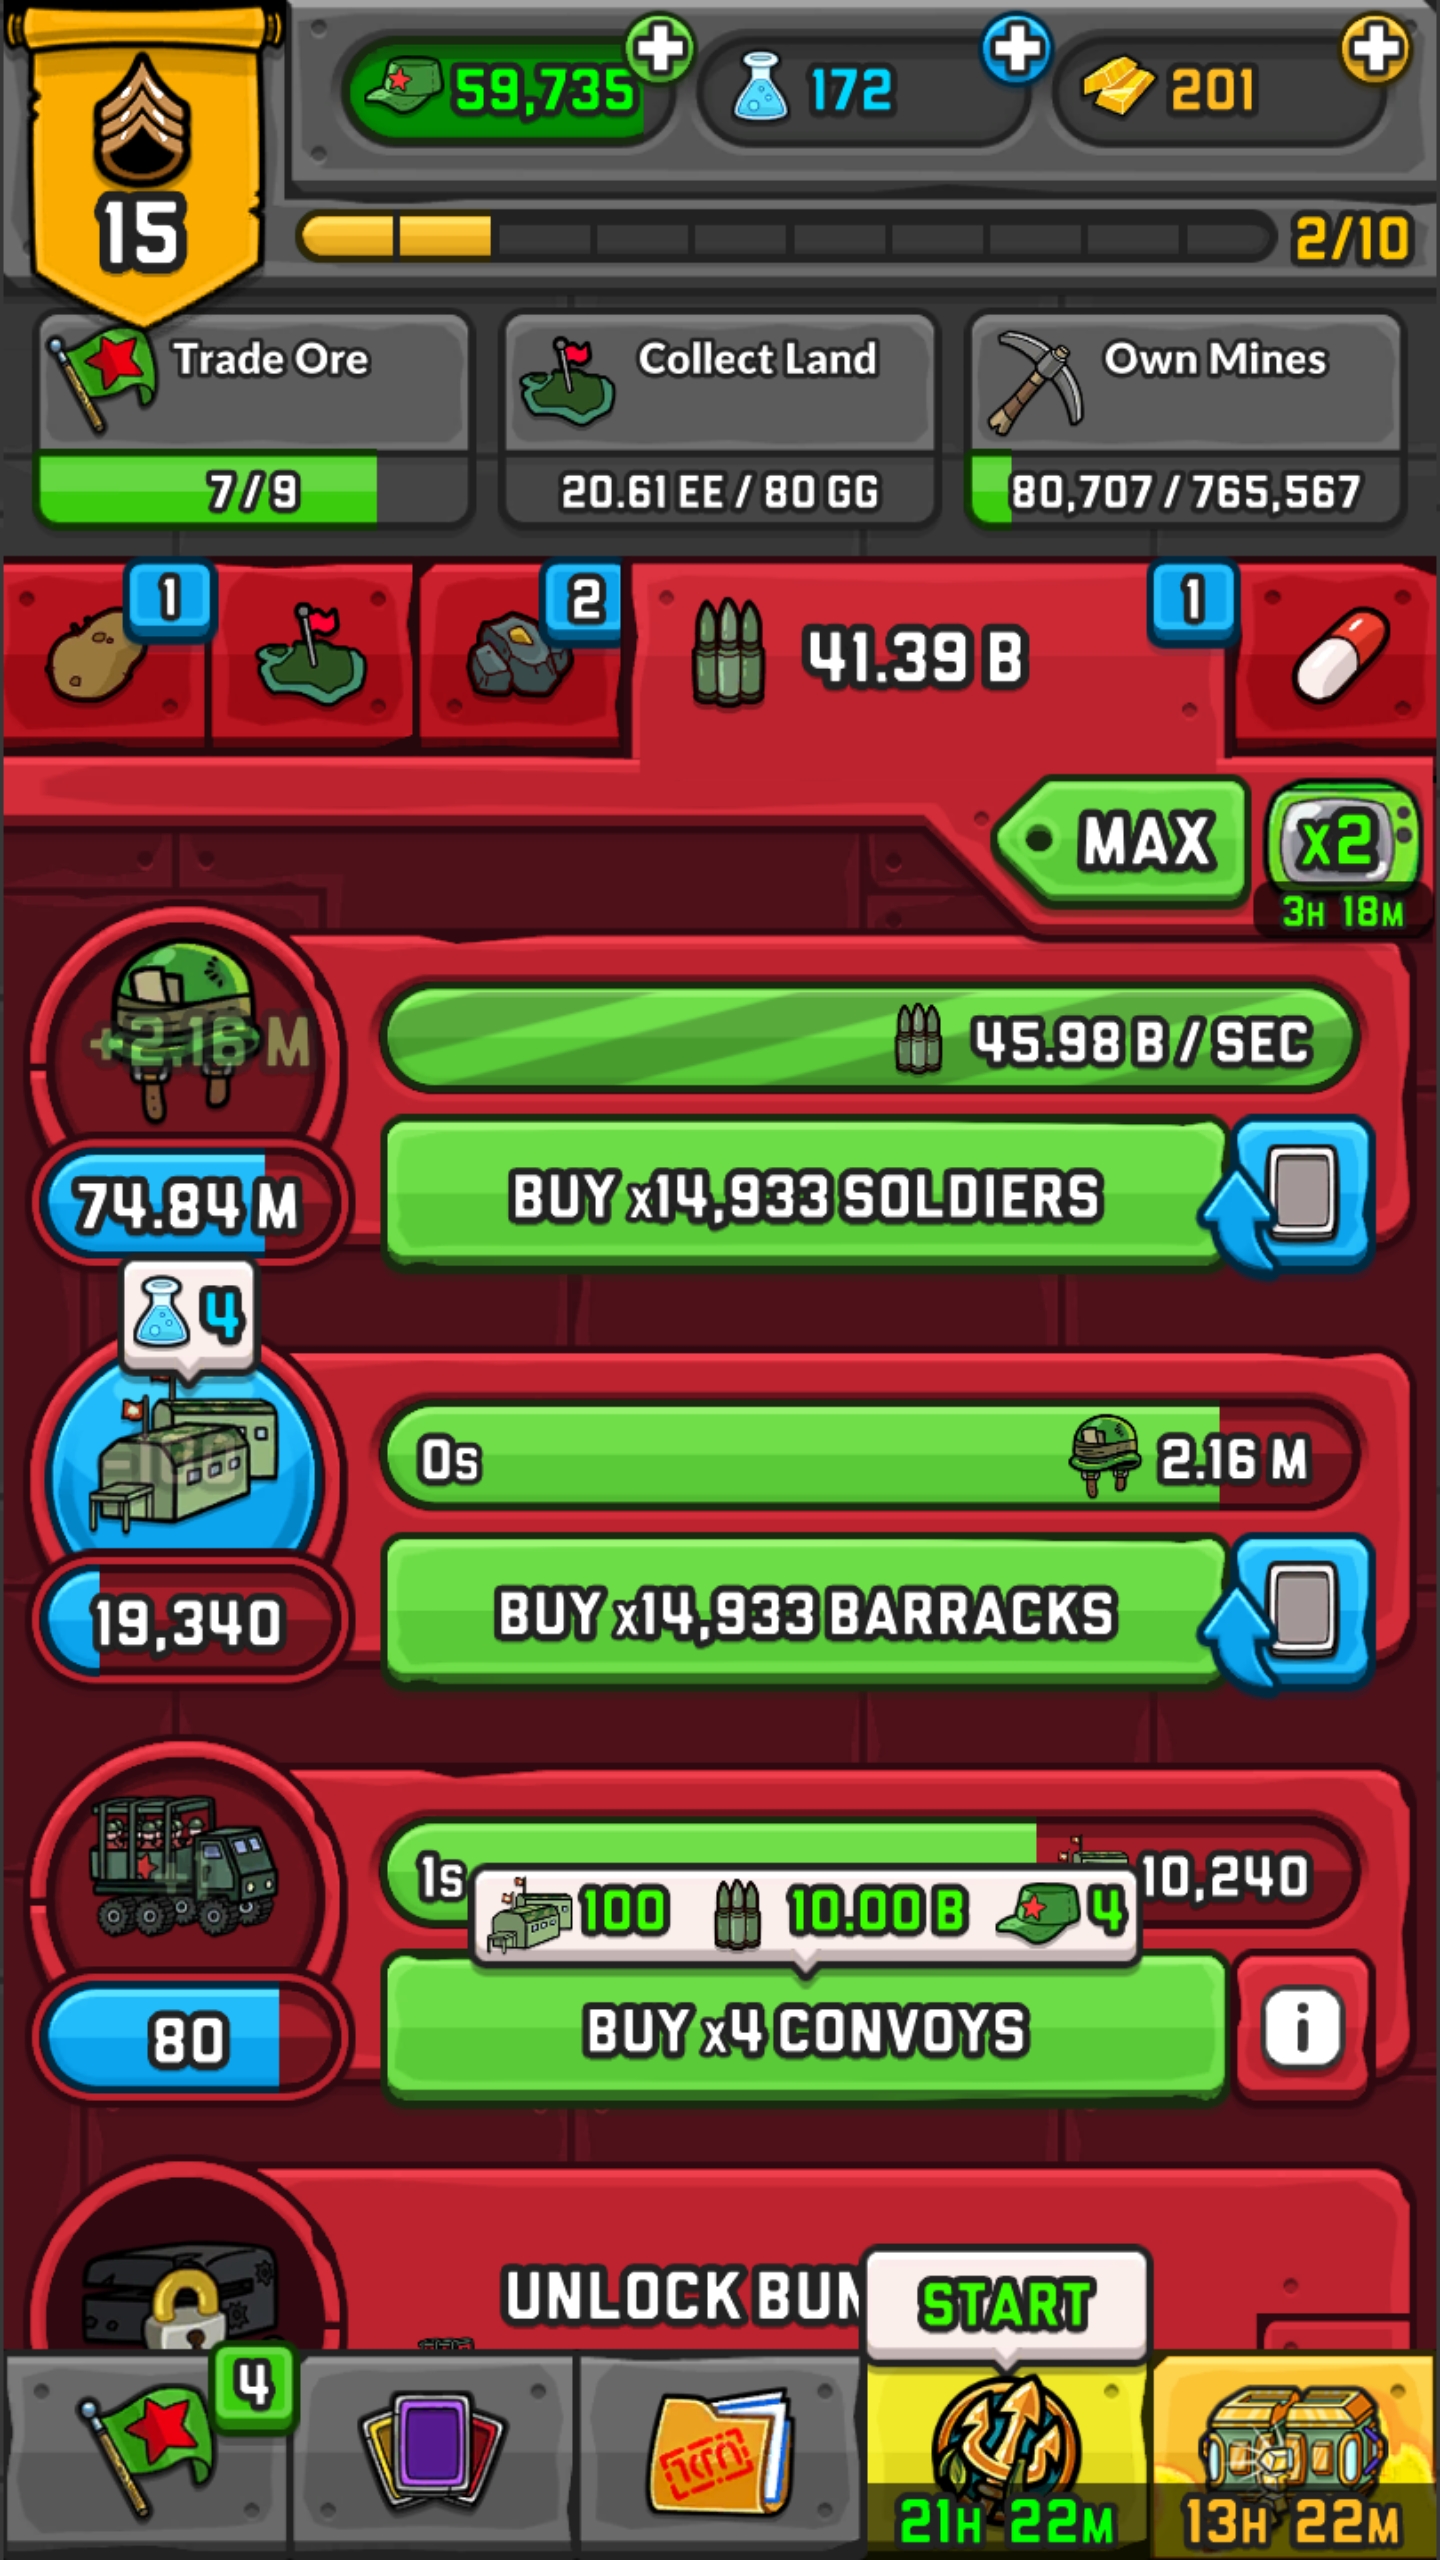 59,735
172
201
15
2/10
Trade Ore
Collect Land
Own Mines
7/9
20.61 EE / 80 GG
80,707 / 765,567
1
2
41.39 B
1
MAX
x2
3H 18M
+2.16 M
45.98 B / SEC
74.84 M
BUY x14,933 SOLDIERS
4
0s
2.16 M
19,340
BUY x14,933 BARRACKS
1s
10,240
100
10.00 B
4
80
BUY x4 CONVOYS
i
UNLOCK
START
4
21H 22M
13H 22M